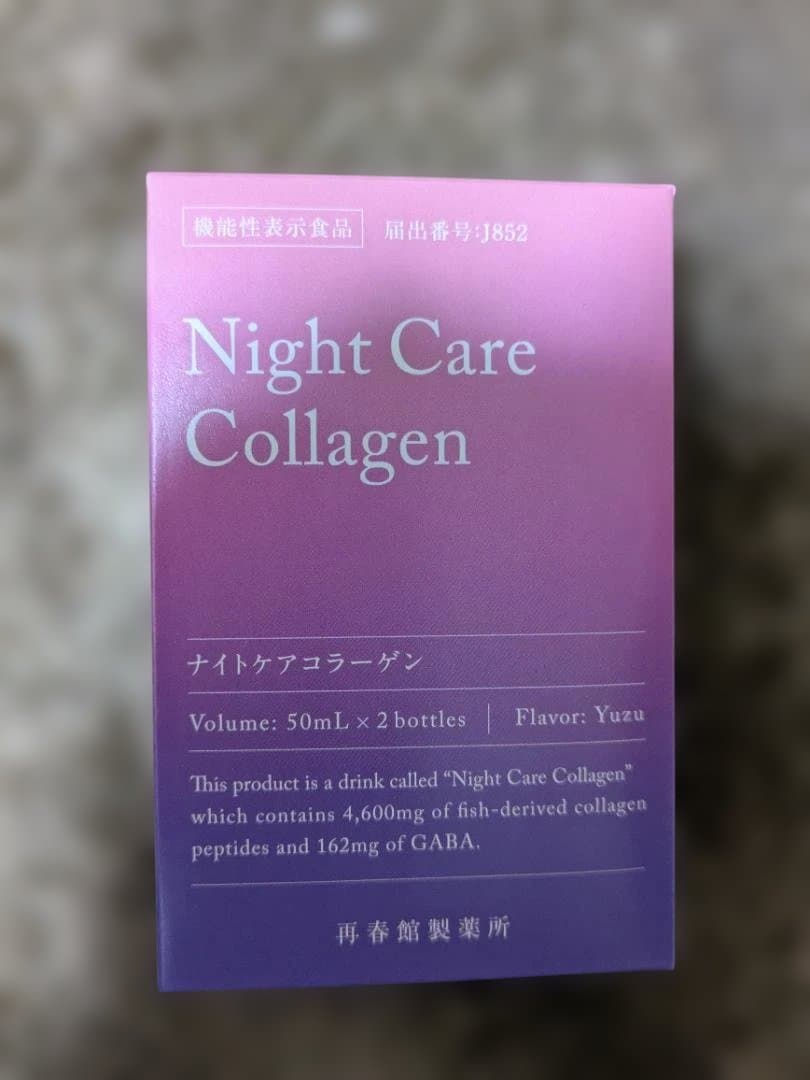 機能性表示食品 届出番号:J852
Night Care
Collagen
ナイトケアコラーゲン
Volume: 50mL × 2 bottles | Flavor: Yuzu
This product is a drink called “Night Care Collagen”
which contains 4,600mg of fish-derived collagen
peptides and 162mg of GABA.
再春館製薬所